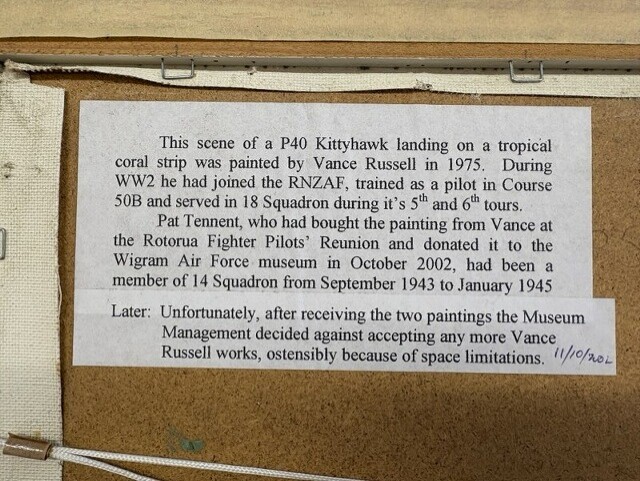 This scene of a P40 Kittyhawk landing on a tropical
coral strip was painted by Vance Russell in 1975. During
WW2 he had joined the RNZAF, trained as a pilot in Course
50B and served in 18 Squadron during it's 5th and 6th tours.
Pat Tennent, who had bought the painting from Vance at
the Rotorua Fighter Pilots' Reunion and donated it to the
Wigram Air Force museum in October 2002, had been a
member of 14 Squadron from September 1943 to January 1945
Later: Unfortunately, after receiving the two paintings the Museum
Management decided against accepting any more Vance
Russell works, ostensibly because of space limitations.